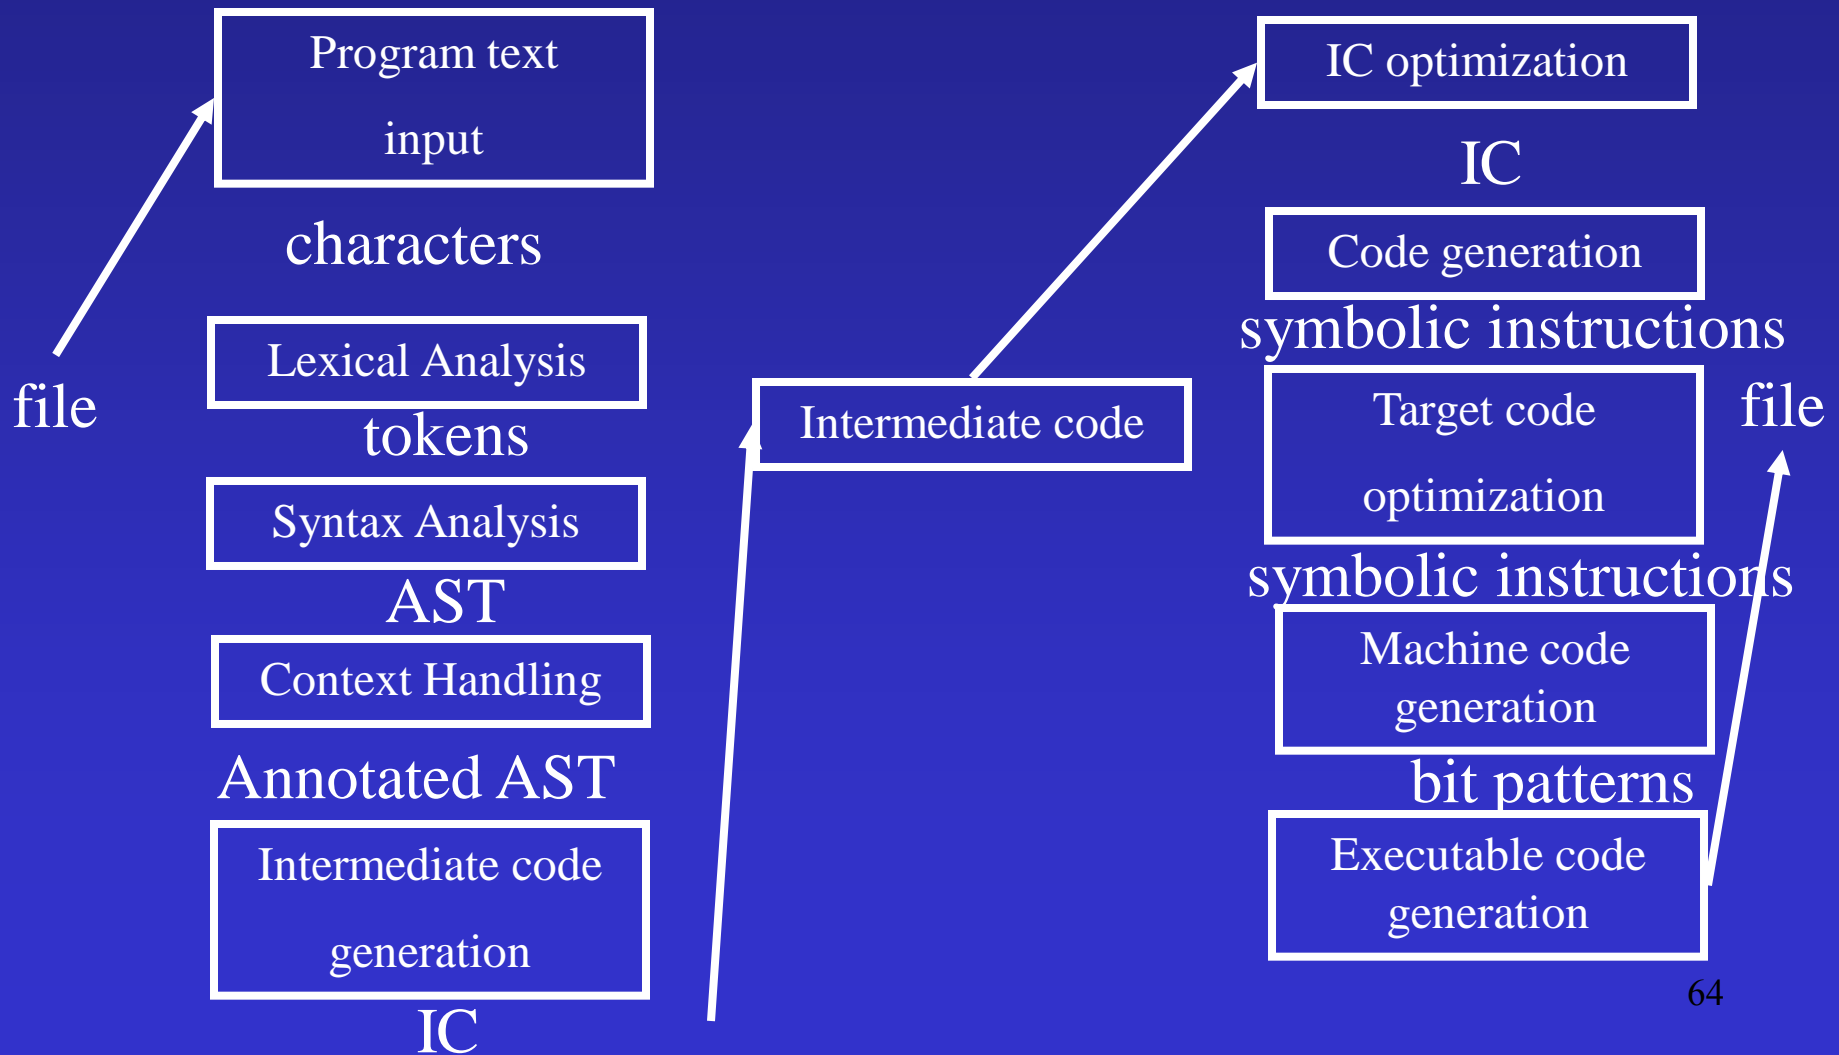 file
Program text
input
characters
Lexical Analysis
tokens
Syntax Analysis
AST
Context Handling
Annotated AST
Intermediate code
generation
IC
Intermediate code
IC optimization
IC
Code generation
symbolic instructions
Target code
optimization
symbolic instructions
Machine code
generation
bit patterns
Executable code
generation
file
64